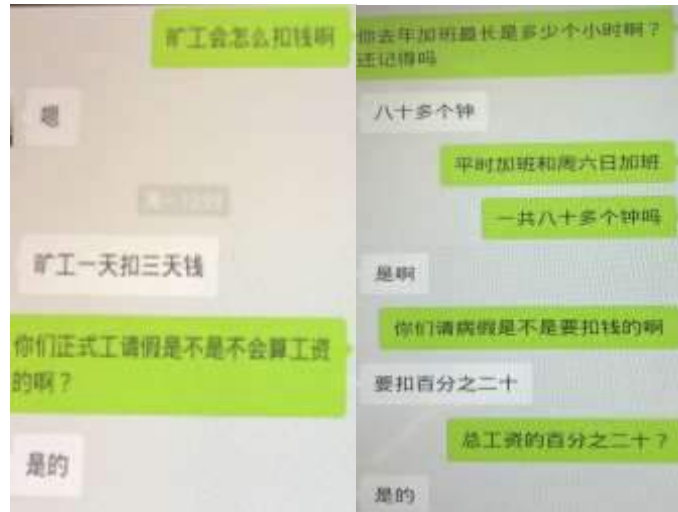 旷工会怎么扣钱啊
嗯
旷工一天扣三天钱
你们正式工请假是不是不会算工资
的啊？
是的
你去年加班最长是多少个小时啊？
还记得吗
八十多个钟
平时加班和周六日加班
一共八十多个钟吗
是啊
你们请病假是不是要扣钱的啊
要扣百分之二十
总工资的百分之二十？
是的